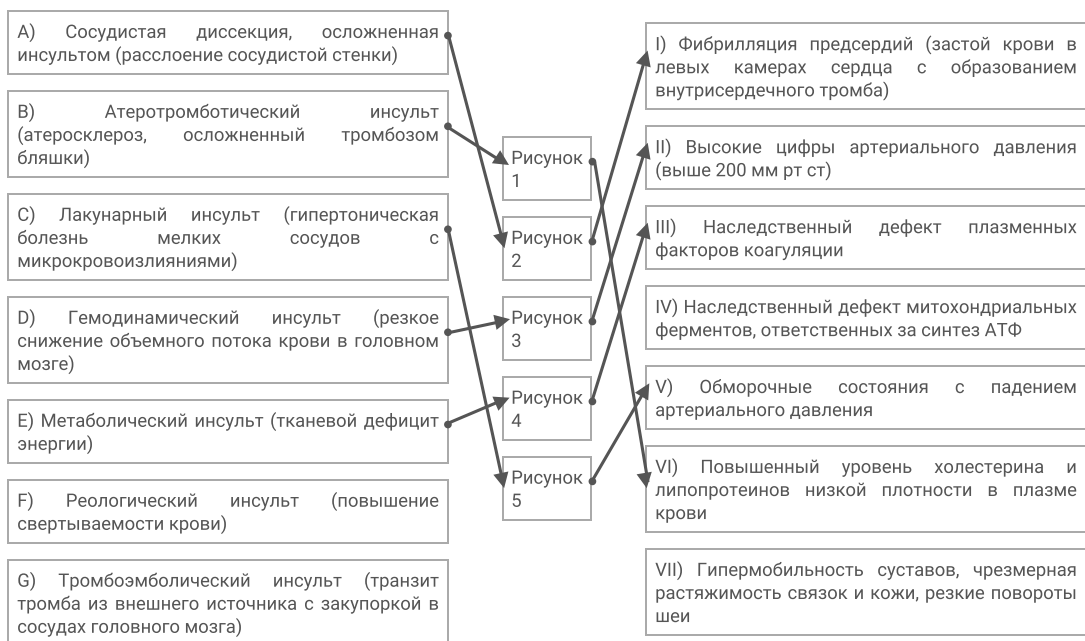 A) Сосудистая диссекция, осложненная
инсультом (расслоение сосудистой стенки)
B) Атеротромботический инсульт
(атеросклероз, осложненный тромбозом
бляшки)
C) Лакунарный инсульт (гипертоническая
болезнь мелких сосудов с
микрокровоизлияниями)
D) Гемодинамический инсульт (резкое
снижение объемного потока крови в головном
мозге)
E) Метаболический инсульт (тканевой дефицит
энергии)
F) Реологический инсульт (повышение
свертываемости крови)
G) Тромбоэмболический инсульт (транзит
тромба из внешнего источника с закупоркой в
сосудах головного мозга)
Рисунок
1
Рисунок
2
Рисунок
3
Рисунок
4
Рисунок
5
I) Фибрилляция предсердий (застой крови в
левых камерах сердца с образованием
внутрисердечного тромба)
II) Высокие цифры артериального давления
(выше 200 мм рт ст)
III) Наследственный дефект плазменных
факторов коагуляции
IV) Наследственный дефект митохондриальных
ферментов, ответственных за синтез АТФ
V) Обморочные состояния с падением
артериального давления
VI) Повышенный уровень холестерина и
липопротеинов низкой плотности в плазме
крови
VII) Гипермобильность суставов, чрезмерная
растяжимость связок и кожи, резкие повороты
шеи